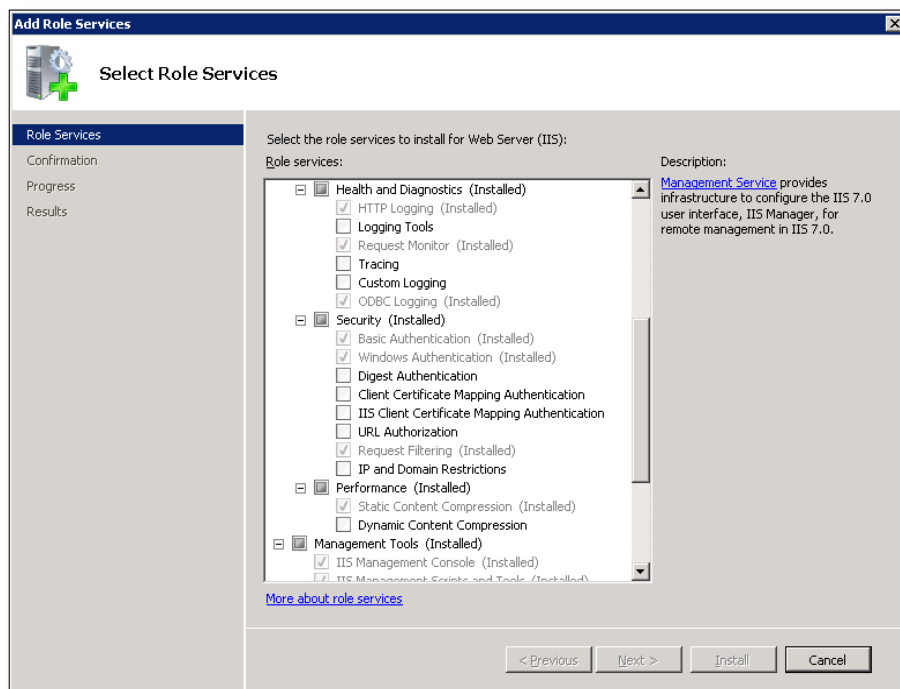 Add Role Services
Select Role Services
Role Services
Confirmation
Progress
Results
Select the role services to install for Web Server (IIS):
Role services:
Health and Diagnostics (Installed)
HTTP Logging (Installed)
Logging Tools
Request Monitor (Installed)
Tracing
Custom Logging
ODBC Logging (Installed)
Security (Installed)
Basic Authentication (Installed)
Windows Authentication (Installed)
Digest Authentication
Client Certificate Mapping Authentication
IIS Client Certificate Mapping Authentication
URL Authorization
Request Filtering (Installed)
IP and Domain Restrictions
Performance (Installed)
Static Content Compression (Installed)
Dynamic Content Compression
Management Tools (Installed)
IIS Management Console (Installed)
IIS Management Scripts and Tools (Installed)
More about role services
Description:
Management Service provides
infrastructure to configure the IIS 7.0
user interface, IIS Manager, for
remote management in IIS 7.0.
< Previous
Next >
Install
Cancel